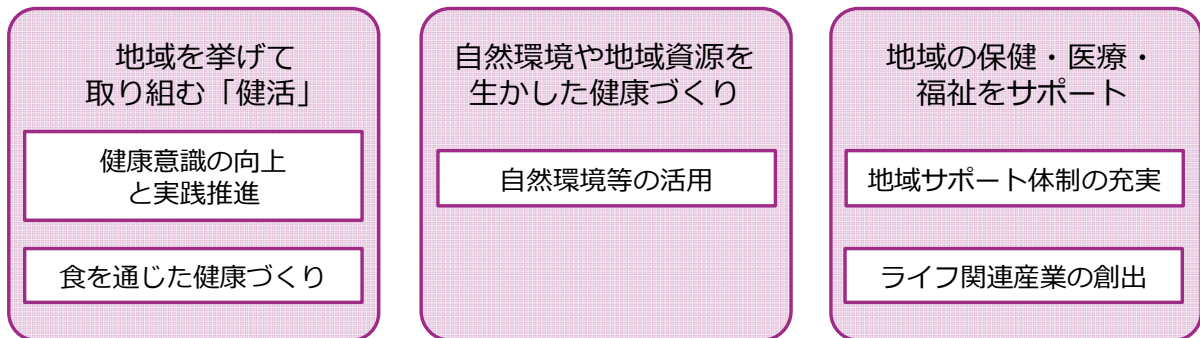 地域を挙げて
取り組む「健活」
健康意識の向上
と実践推進
食を通じた健康づくり
自然環境や地域資源を
生かした健康づくり
自然環境等の活用
地域の保健・医療・
福祉をサポート
地域サポート体制の充実
ライフ関連産業の創出